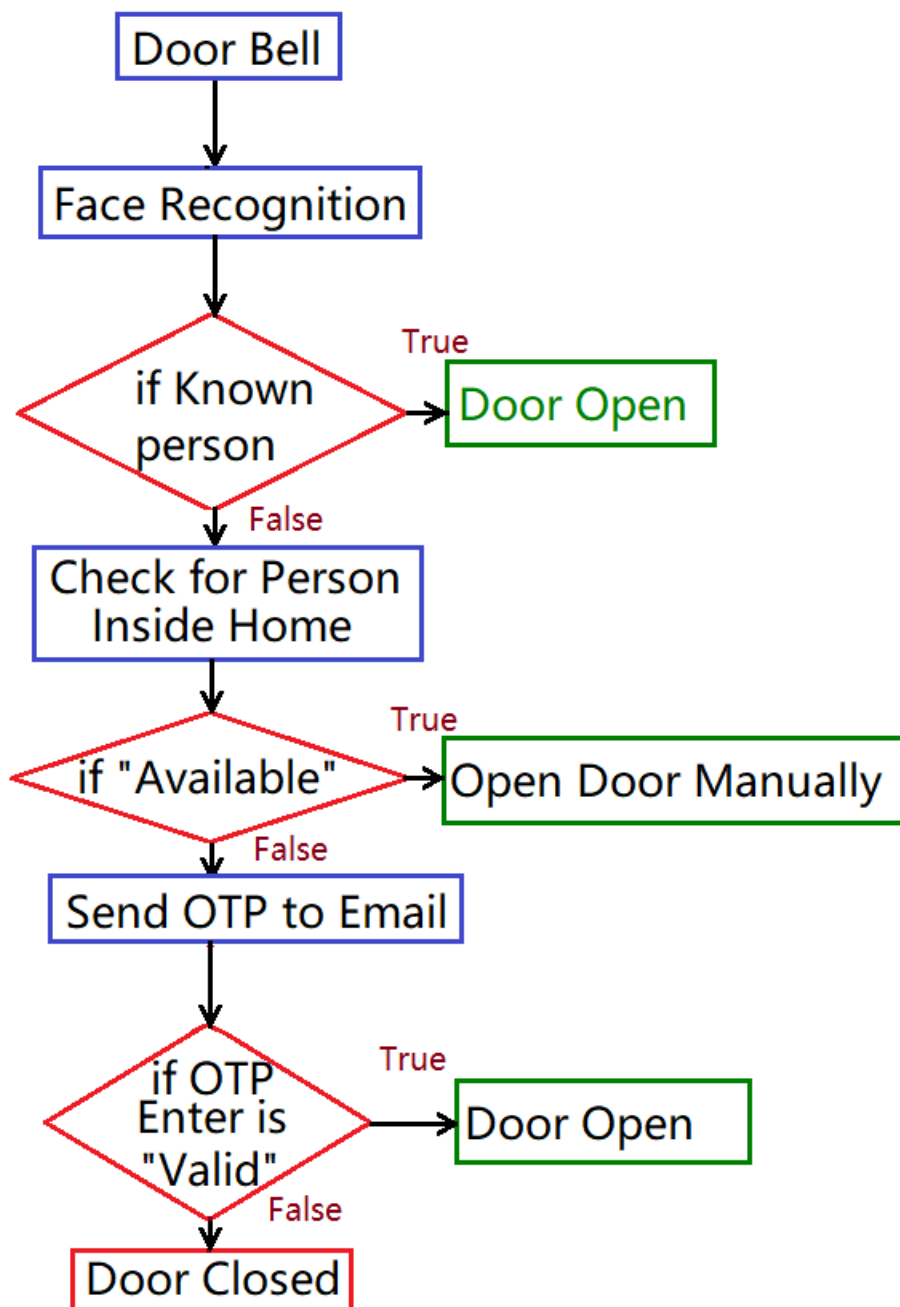 Door Bell
Face Recognition
True
if Known
person
Door Open
False
Check for Person
Inside Home
True
if "Available"
Open Door Manually
False
Send OTP to Email
True
if OTP
Enter is
"Valid"
Door Open
False
Door Closed